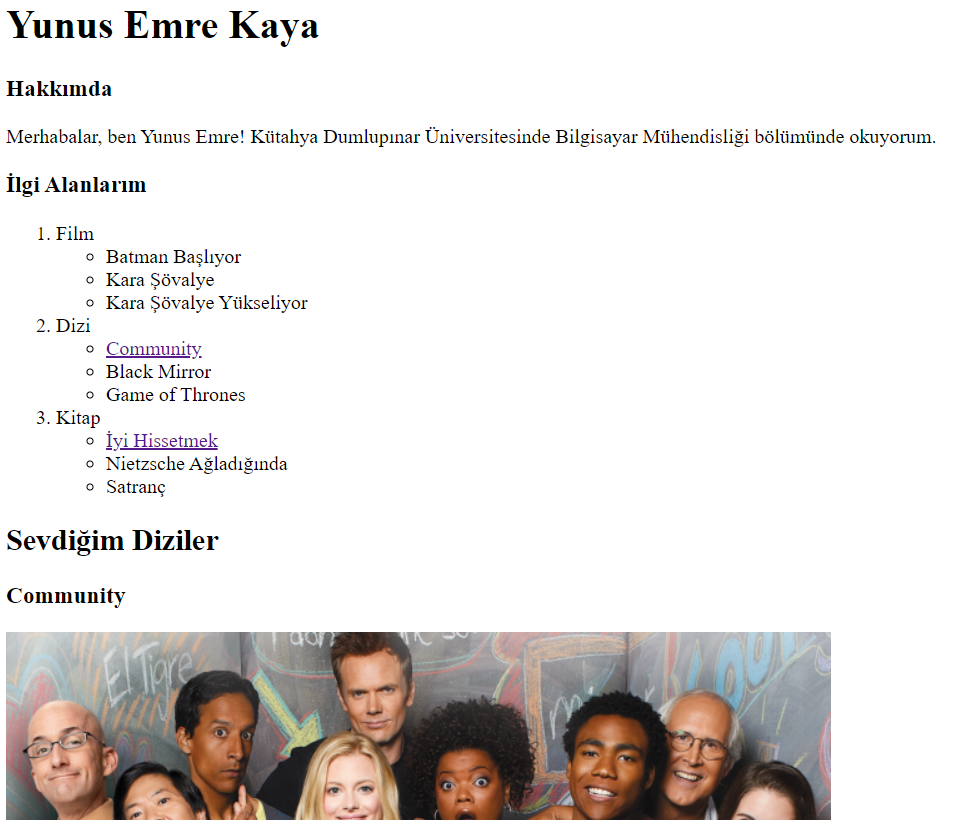 Yunus Emre Kaya
Hakkımda
Merhabalar, ben Yunus Emre! Kütahya Dumlupınar Üniversitesinde Bilgisayar Mühendisliği bölümünde okuyorum.
İlgi Alanlarım
1. Film
Batman Başlıyor
Kara Şövalye
Kara Şövalye Yükseliyor
2. Dizi
Community
Black Mirror
Game of Thrones
3. Kitap
İyi Hissetmek
Nietzsche Ağladığında
Satranç
Sevdiğim Diziler
Community
El Tigre